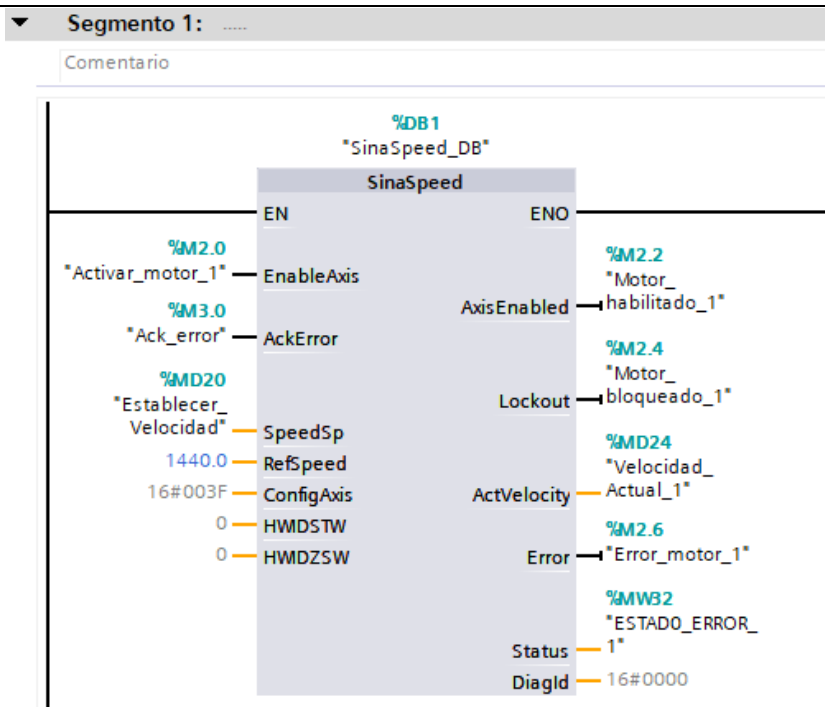 Segmento 1: .....
Comentario
%DB1
"SinaSpeed_DB"
SinaSpeed
EN
ENO
%M2.0
"Activar_motor_1"
EnableAxis
%M3.0
"Ack_error"
AckError
%MD20
"Establecer_
Velocidad"
SpeedSp
1440.0
RefSpeed
16#003F
ConfigAxis
0
HWIDSTW
0
HWIDZSW
%M2.2
"Motor_
habilitado_1"
AxisEnabled
%M2.4
"Motor_
bloqueado_1"
Lockout
%MD24
"Velocidad_
Actual_1"
ActVelocity
%M2.6
"Error_motor_1"
Error
%MW32
"ESTAD0_ERROR_
1"
Status
DiagId
16#0000